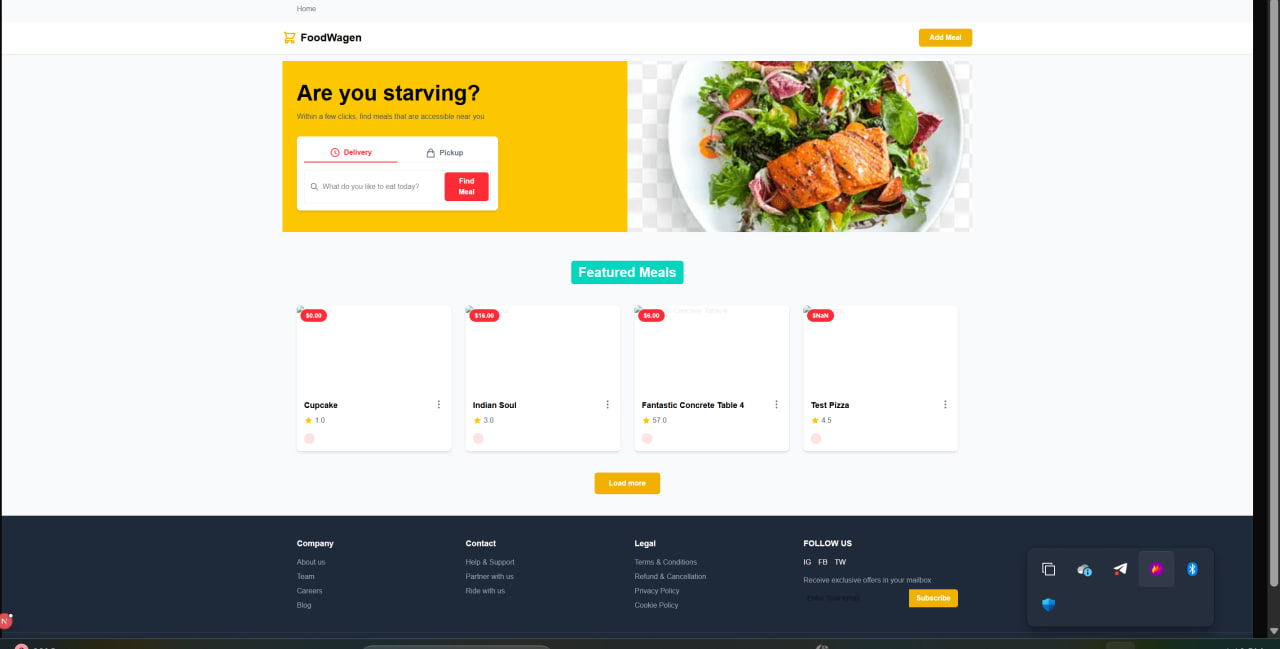 Home
FoodWagen
Add Meal
Are you starving?
Within a few clicks, find meals that are accessible near you
Delivery
Pickup
What do you like to eat today?
Find
Meal
Featured Meals
$0.00
$16.00
$6.00
Concrete Table 4
$NaN
Cupcake
Indian Soul
Fantastic Concrete Table 4
Test Pizza
1.0
3.0
57.0
4.5
Load more
Company
Contact
Legal
FOLLOW US
About us
Help & Support
Terms & Conditions
IG FB TW
Team
Partner with us
Refund & Cancellation
Receive exclusive offers in your mailbox
Careers
Ride with us
Privacy Policy
Enter Your email
Subscribe
Blog
Cookie Policy
N